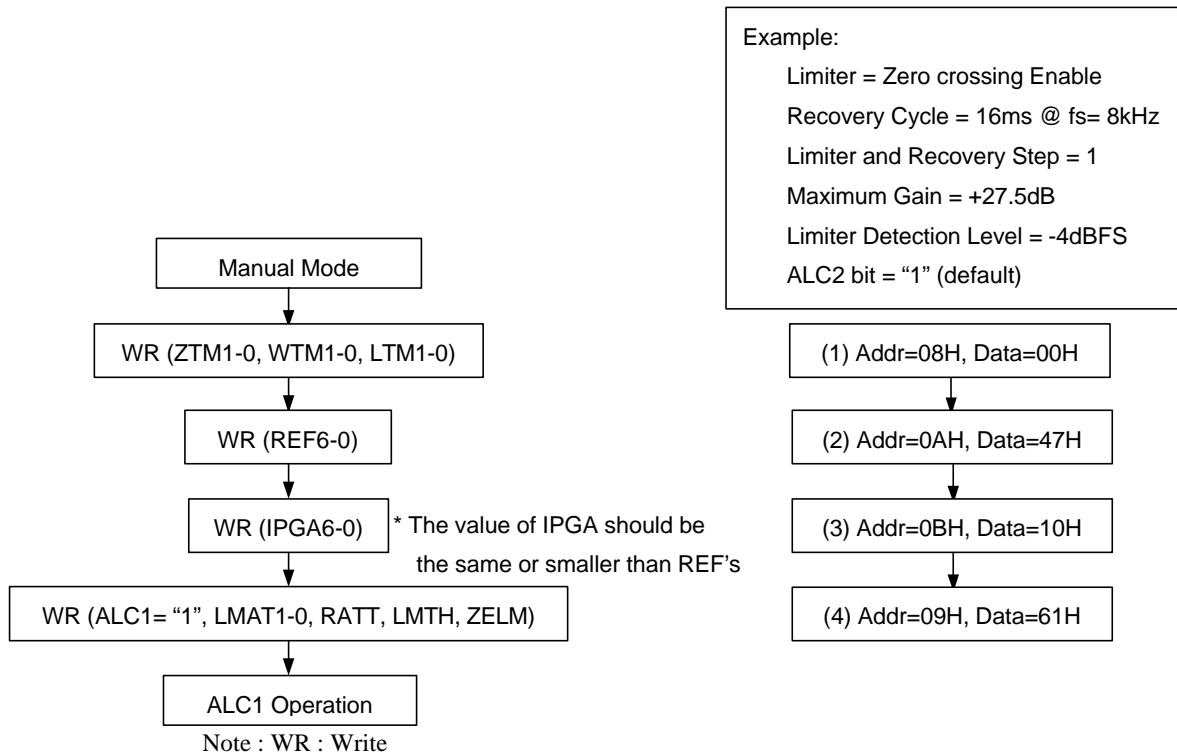 Example:
Limiter = Zero crossing Enable
Recovery Cycle = 16ms @ fs= 8kHz
Limiter and Recovery Step = 1
Maximum Gain = +27.5dB
Limiter Detection Level = -4dBFS
ALC2 bit = “1” (default)
Manual Mode
WR (ZTM1-0, WTM1-0, LTM1-0)
WR (REF6-0)
WR (IPGA6-0)
* The value of IPGA should be
the same or smaller than REF’s
WR (ALC1= “1”, LMAT1-0, RATT, LMTH, ZELM)
ALC1 Operation
Note : WR : Write
(1) Addr=08H, Data=00H
(2) Addr=0AH, Data=47H
(3) Addr=0BH, Data=10H
(4) Addr=09H, Data=61H